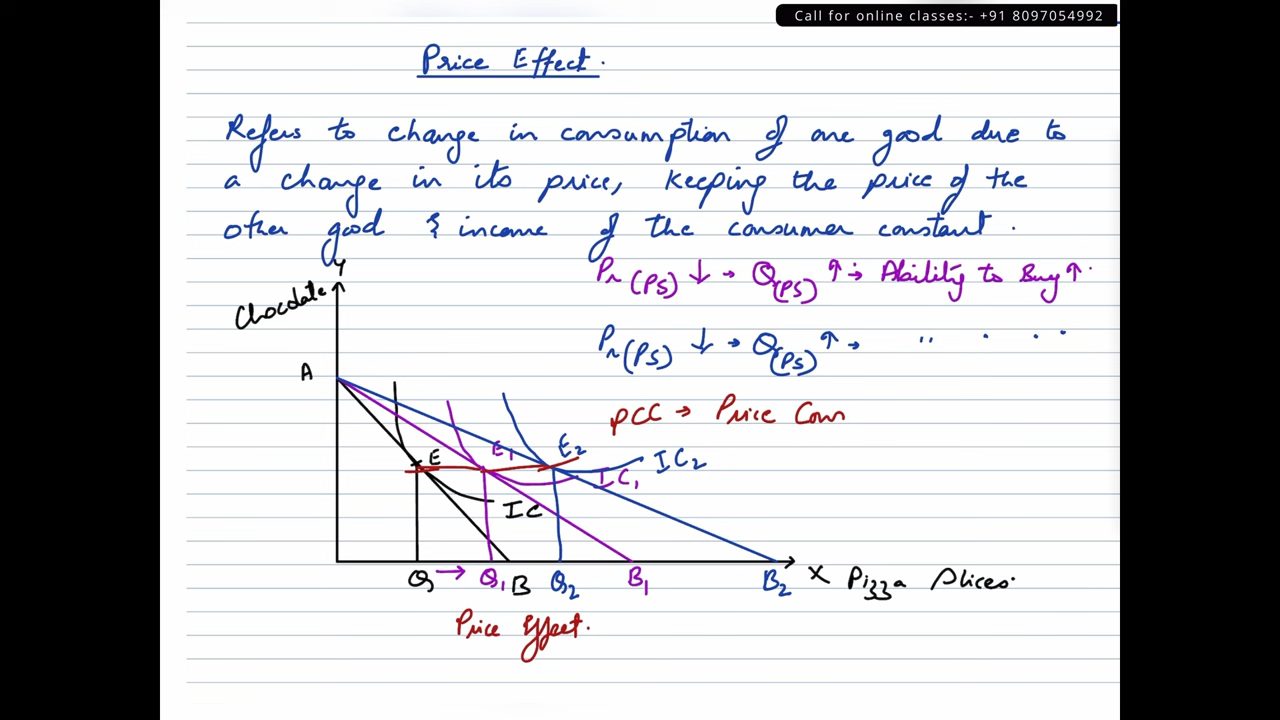 Call for online classes:- +91 8097054992
Price Effect.
Refers to change in consumption of one good due to
a change in its price, keeping the price of the
other good & income of the consumer constant.
Y
Chocolate
Pr(PS) ↓ → Q(PS) ↑ ∴ Ability to Buy ↑.
Pr(PS) ↓ → Q(PS) ↑ → " . . .
A
PCC → Price Con
E
E1
E2
IC2
IC1
IC
Q → Q1 B Q2 B1 B2 X Pizza Slices.
Price Effect.